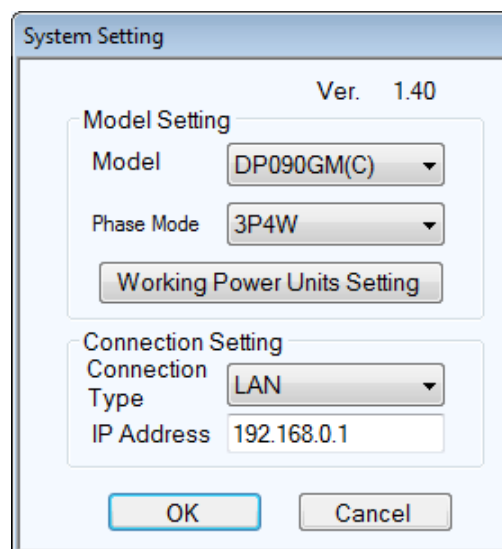 System Setting
Ver. 1.40
Model Setting
Model DP090GM(C)
Phase Mode 3P4W
Working Power Units Setting
Connection Setting
Connection
Type LAN
IP Address 192.168.0.1
OK Cancel